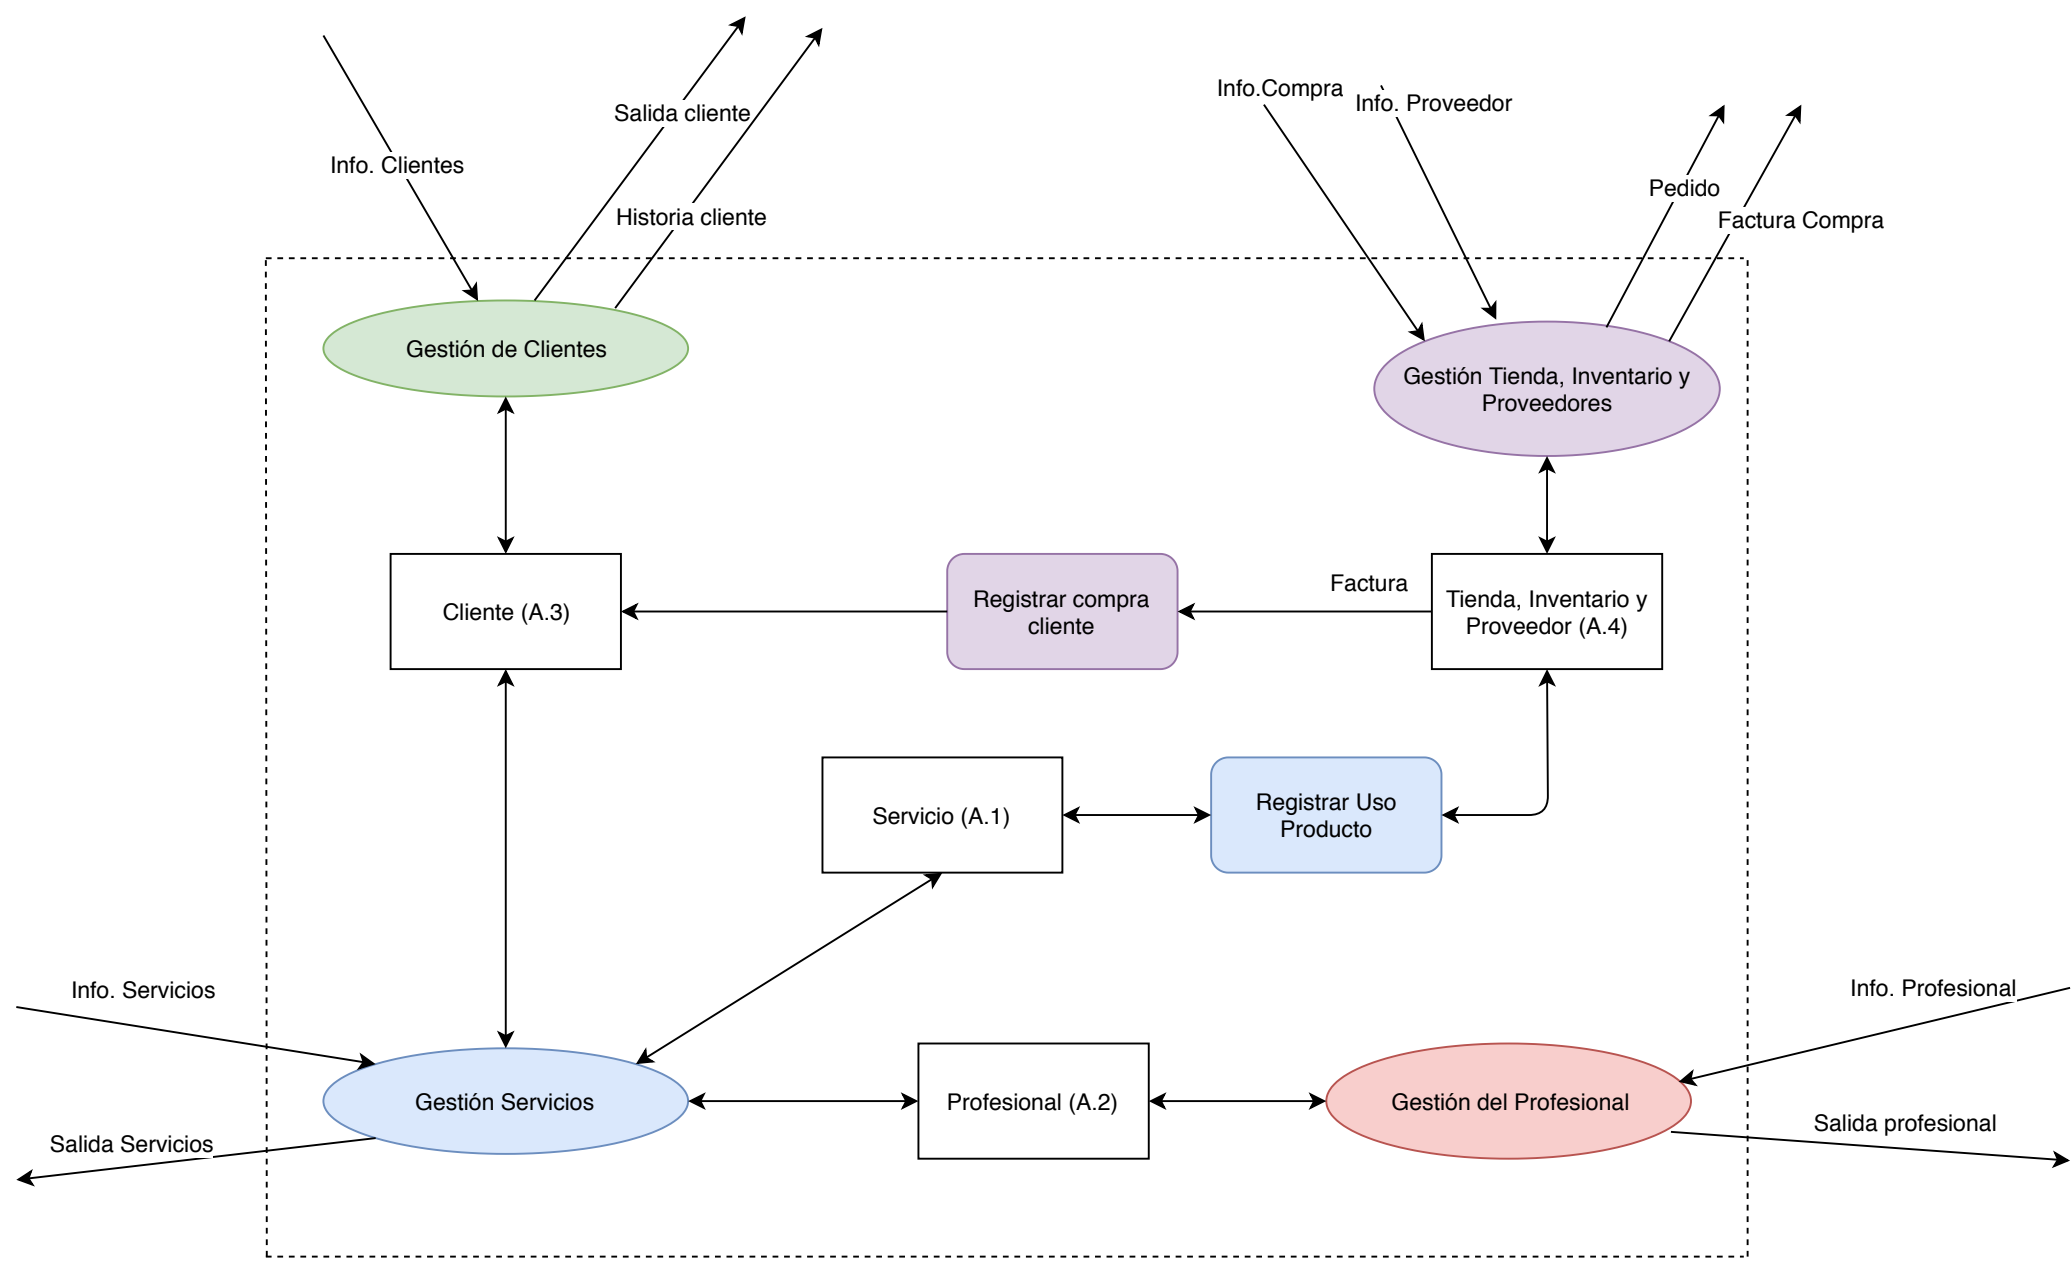 Info.Compra
Info. Proveedor
Salida cliente
Info. Clientes
Pedido
Historia cliente
Factura Compra
Gestión de Clientes
Gestión Tienda, Inventario y
Proveedores
Cliente (A.3)
Registrar compra
cliente
Factura
Tienda, Inventario y
Proveedor (A.4)
Servicio (A.1)
Registrar Uso
Producto
Info. Servicios
Info. Profesional
Gestión Servicios
Profesional (A.2)
Gestión del Profesional
Salida Servicios
Salida profesional